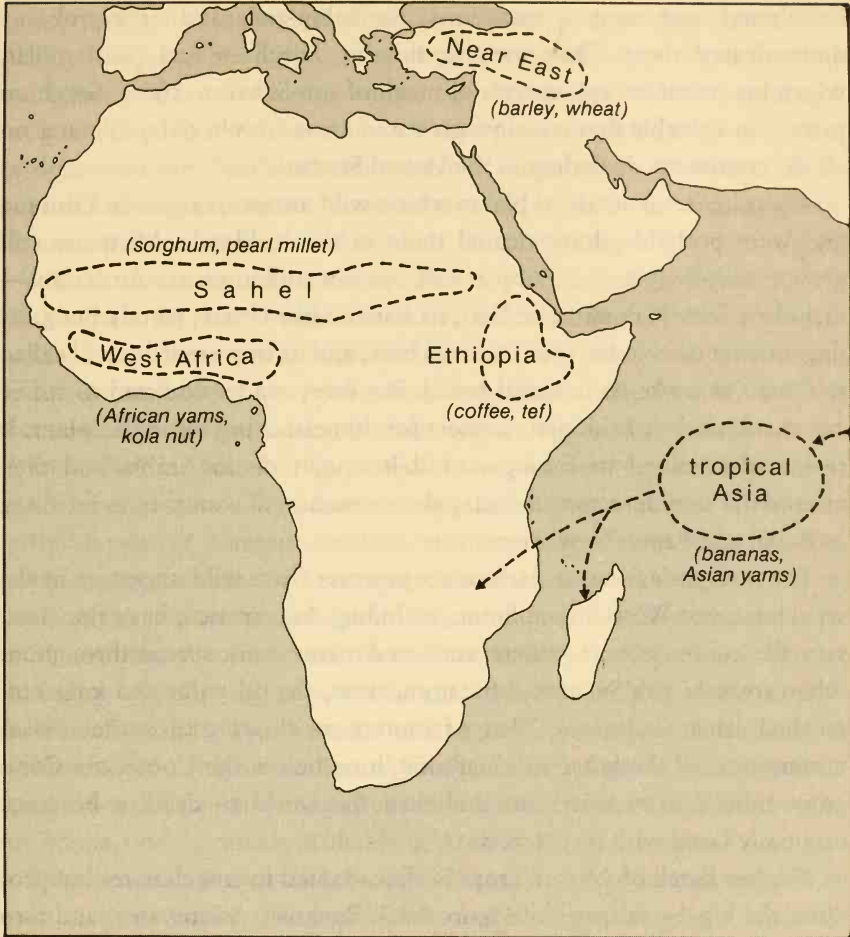 Near East
(barley, wheat)
(sorghum, pearl millet)
Sahel
West Africa
(African yams,
kola nut)
Ethiopia
(coffee, tef)
tropical
Asia
(bananas,
Asian yams)